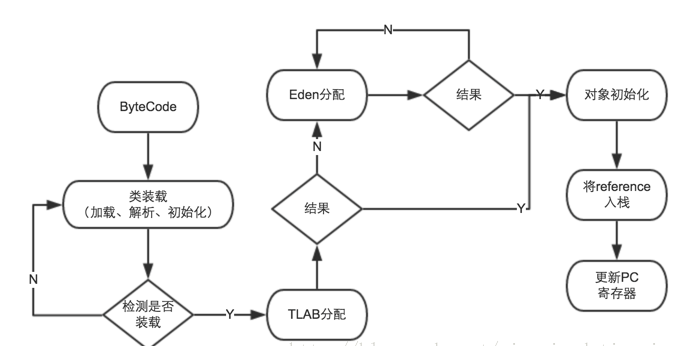 ByteCode
类装载
（加载、解析、初始化）
N
检测是否
装载
Y
TLAB分配
结果
N
Y
Eden分配
N
结果
Y
对象初始化
将reference
入栈
更新PC
寄存器